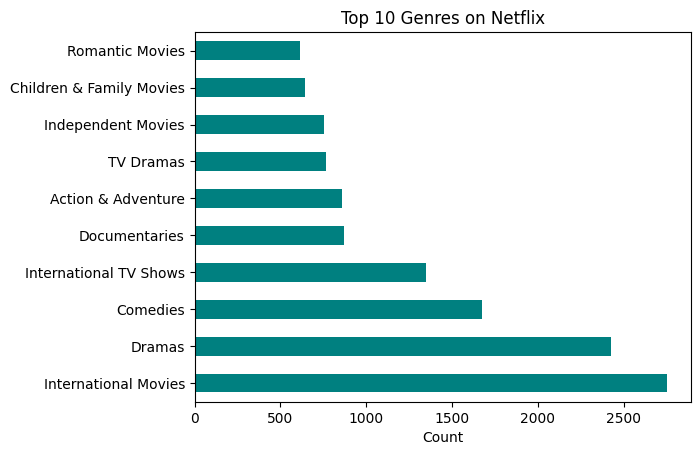 Top 10 Genres on Netflix
Romantic Movies
Children & Family Movies
Independent Movies
TV Dramas
Action & Adventure
Documentaries
International TV Shows
Comedies
Dramas
International Movies
0 500 1000 1500 2000 2500
Count